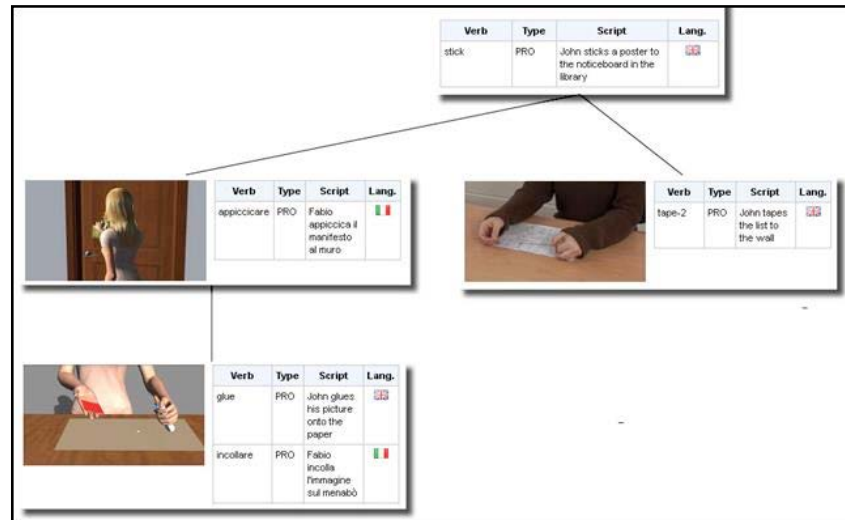 Verb Type Script Lang.
stick PRO John sticks a poster to
the noticeboard in the
library
Verb Type Script Lang.
appiccicare PRO Fabio
appiccica il
manifesto
al muro
Verb Type Script Lang.
tape-2 PRO John tapes
the list to
the wall
Verb Type Script Lang.
glue PRO John glues
his picture
onto the
paper
incollare PRO Fabio
incolla
l'immagine
sul menabò